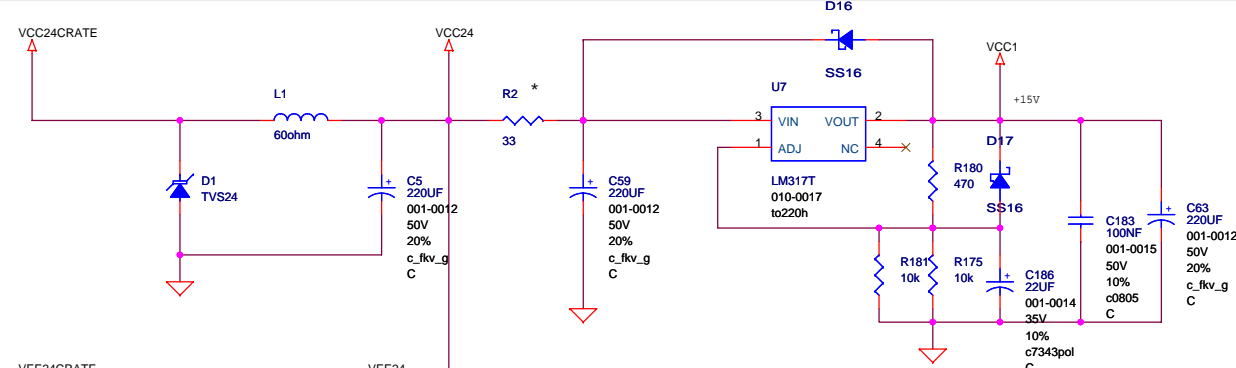 D16
VCC24CRATE
VCC24
VCC1
SS16
L1
R2
*
U7
+15V
60ohm
33
3
VIN
VOUT
2
1
ADJ
NC
4
D17
D1
TVS24
C5
220UF
001-0012
50V
20%
c_fkv_g
C
C59
220UF
001-0012
50V
20%
c_fkv_g
C
LM317T
010-0017
to220h
R180
470
SS16
C183
100NF
001-0015
50V
10%
c0805
C
C63
220UF
001-0012
50V
20%
c_fkv_g
C
R181
10k
R175
10k
C186
22UF
001-0014
35V
10%
c7343pol
C
VEE24CRATE
VEE24